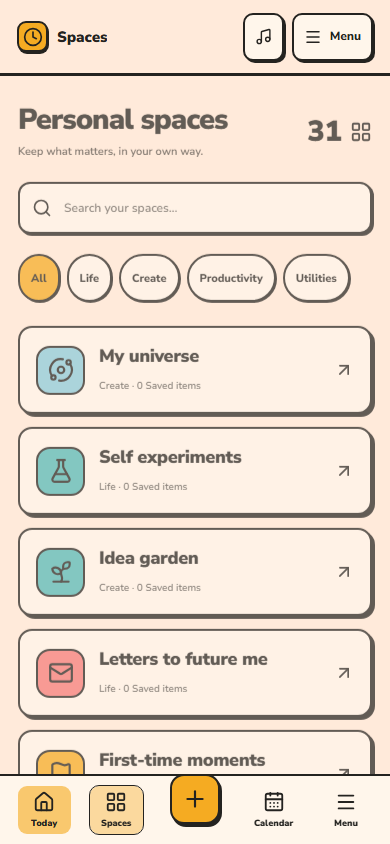 Spaces
Menu
Personal spaces
31
Keep what matters, in your own way.
Search your spaces...
All
Life
Create
Productivity
Utilities
My universe
Create · 0 Saved items
Self experiments
Life · 0 Saved items
Idea garden
Create · 0 Saved items
Letters to future me
Life · 0 Saved items
First-time moments
Today
Spaces
Calendar
Menu